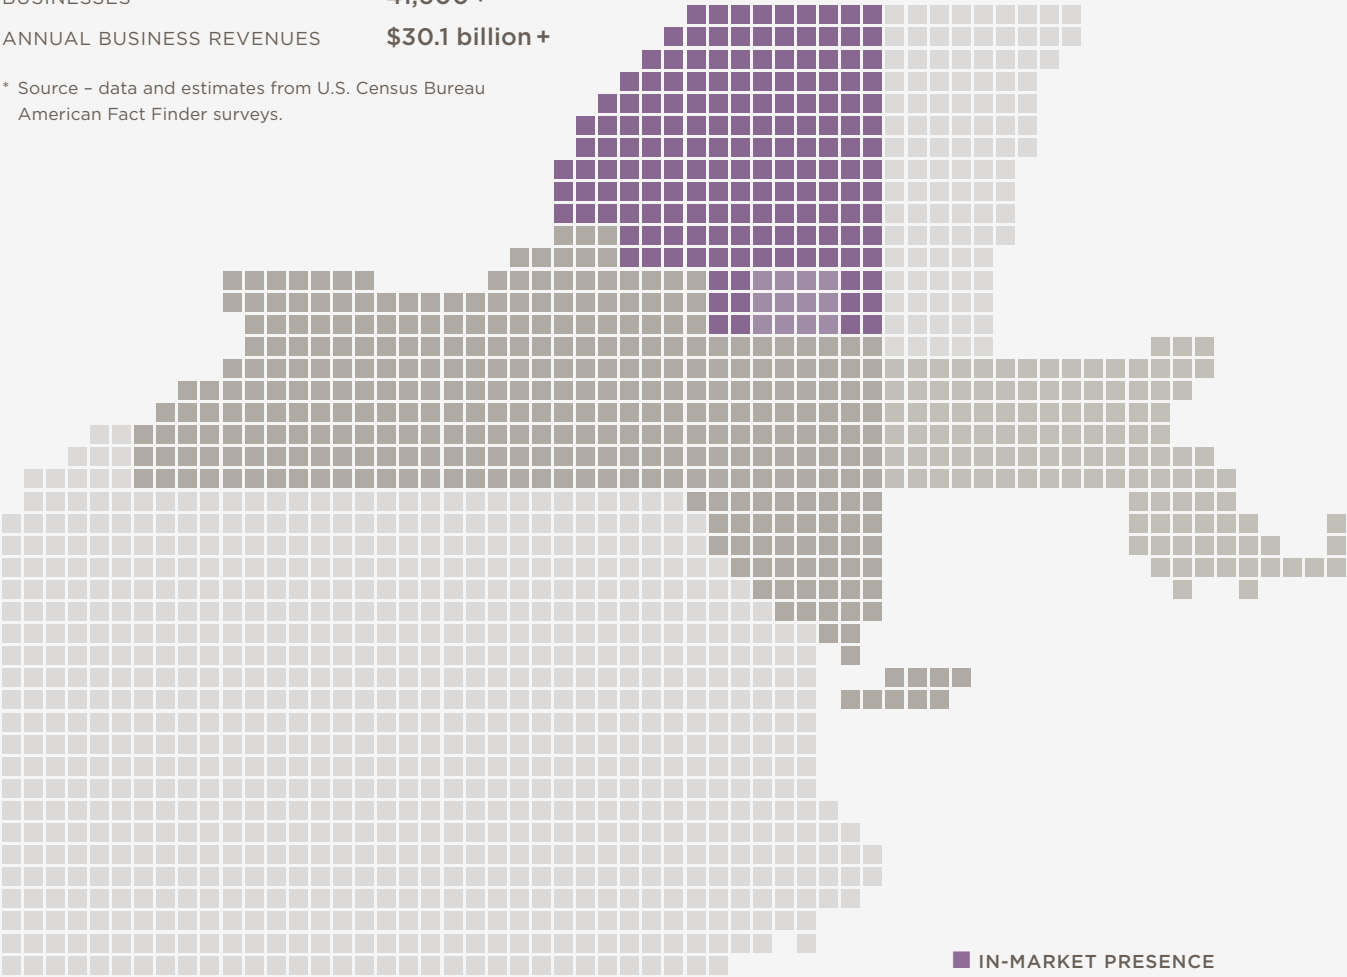 BUSINESSES
ANNUAL BUSINESS REVENUES $30.1 billion +
* Source – data and estimates from U.S. Census Bureau
American Fact Finder surveys.
IN-MARKET PRESENCE